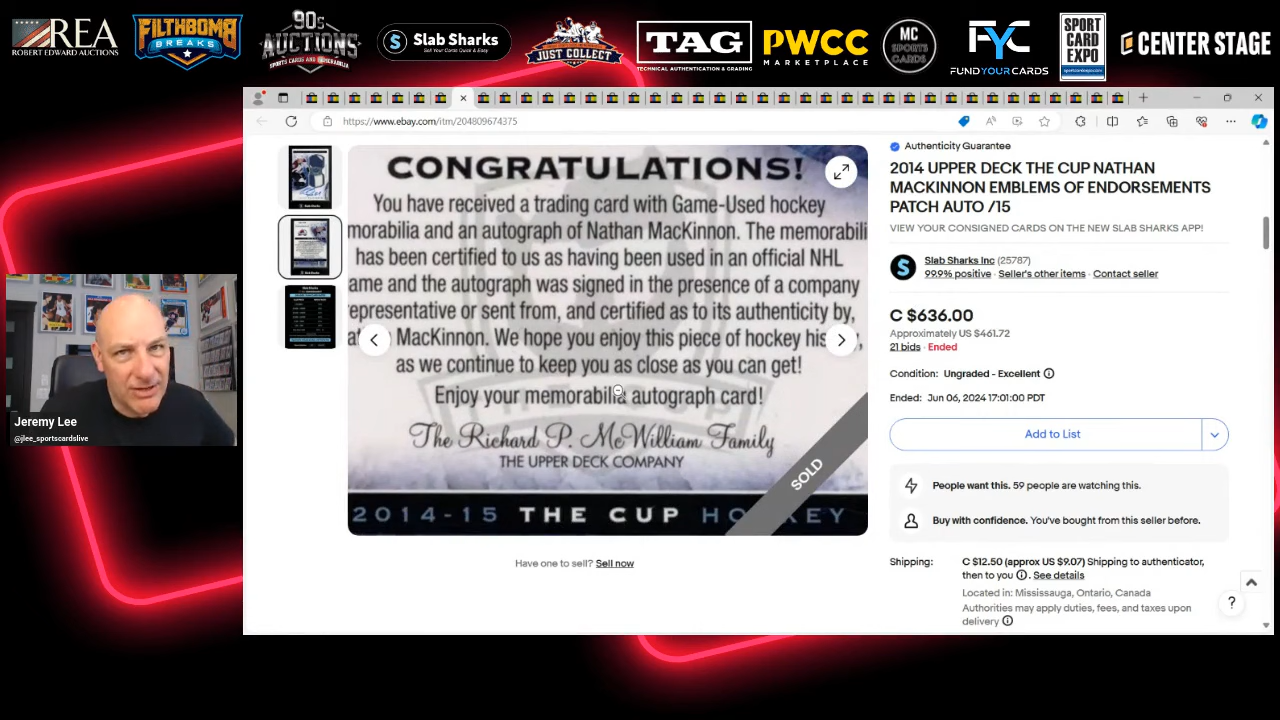 REA
ROBERT EDWARD AUCTIONS
FILTHBOMB
BREAKS
90s
AUCTIONS
SPORTS CARDS AND MEMORABILIA
S
Slab Sharks
Sell Your Cards Quick & Easy
JUST COLLECT
TAG
TECHNICAL AUTHENTICATION & GRADING
PWCC
MARKETPLACE
MC
SPORTS
CARDS
FYC
FUNDYOURCARDS
SPORT
CARD
EXPO
sportcardexpo.com
CENTER STAGE
https://www.ebay.com/itm/204809674375
CONGRATULATIONS!
You have received a trading card with Game-Used hockey
morabilia and an autograph of Nathan MacKinnon. The memorabili
has been certified to us as having been used in an official NHL
ame and the autograph was signed in the presence of a company
epresentative or sent from, and certified as to its authenticity by,
MacKinnon. We hope you enjoy this piece of hockey his
as we continue to keep you as close as you can get!
Enjoy your memorabilia autograph card!
The Richard P. McWilliam Family
THE UPPER DECK COMPANY
SOLD
2014-15 THE CUP HOCKEY
Have one to sell? Sell now
Authenticity Guarantee
2014 UPPER DECK THE CUP NATHAN
MACKINNON EMBLEMS OF ENDORSEMENTS
PATCH AUTO /15
VIEW YOUR CONSIGNED CARDS ON THE NEW SLAB SHARKS APP!
S
Slab Sharks Inc (25787)
99.9% positive · Seller's other items · Contact seller
C $636.00
Approximately US $461.72
21 bids · Ended
Condition: Ungraded - Excellent
Ended: Jun 06, 2024 17:01:00 PDT
Add to List
People want this. 59 people are watching this.
Buy with confidence. You've bought from this seller before.
Shipping: C $12.50 (approx US $9.07) Shipping to authenticator,
then to you. See details
Located in: Mississauga, Ontario, Canada
Authorities may apply duties, fees, and taxes upon
delivery
?
Jeremy Lee
@jlee_sportscardslive